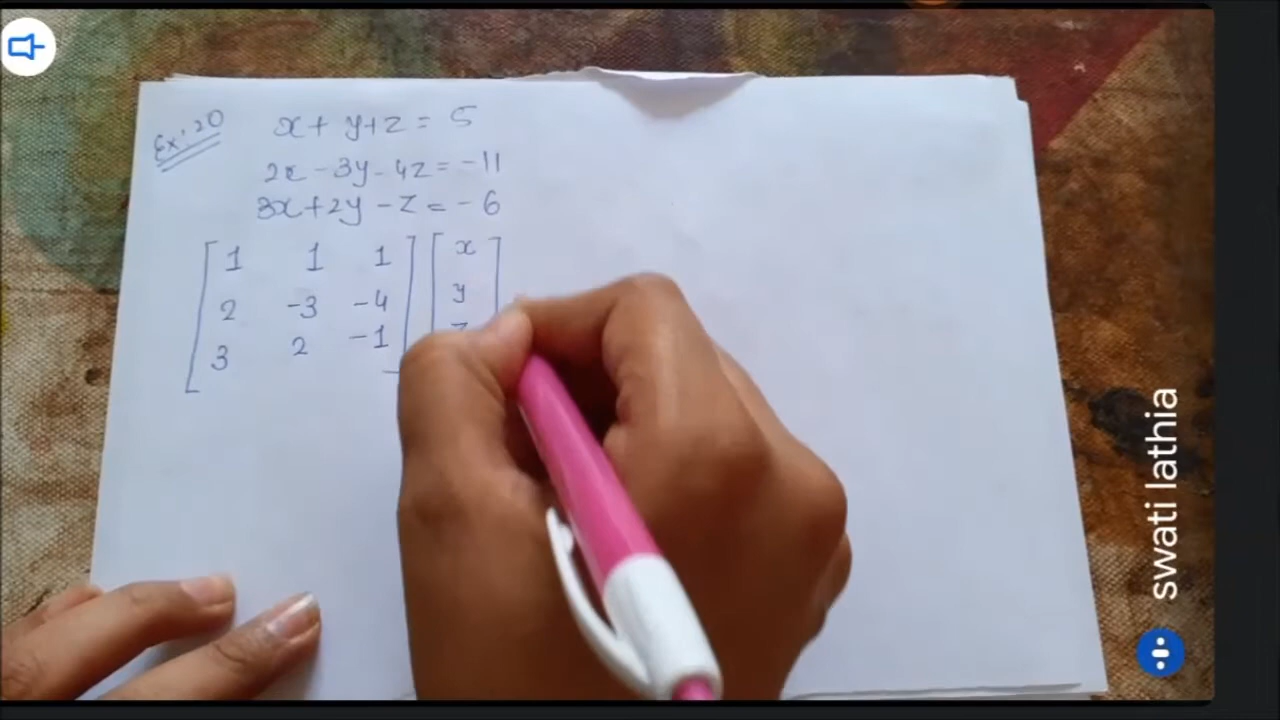 Ex:20
x + y + z = 5
2x - 3y - 4z = -11
3x + 2y - z = -6
[ 1 1 1 ] [ x ]
2 -3 -4 y
3 2 -1 z
swati lathia